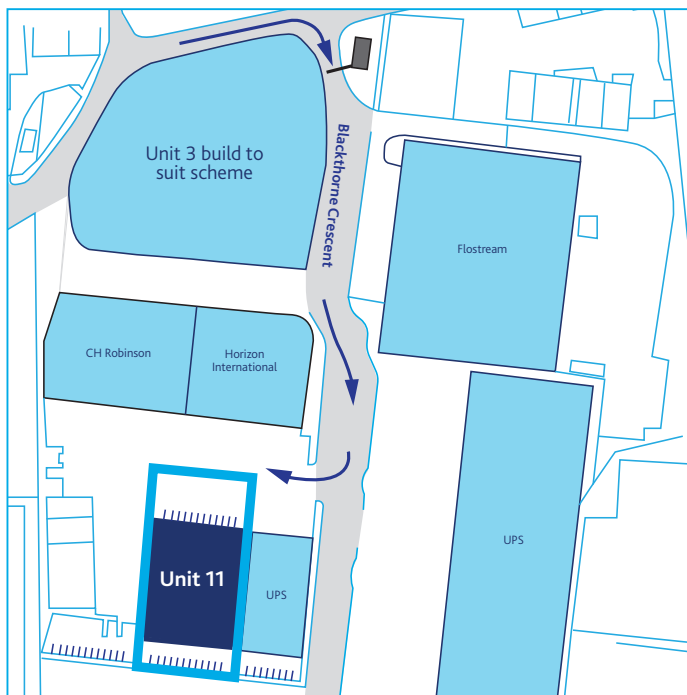 Unit 3 build to
suit scheme
Blackthorne Crescent
Flostream
CH Robinson
Horizon
International
UPS
Unit 11
UPS